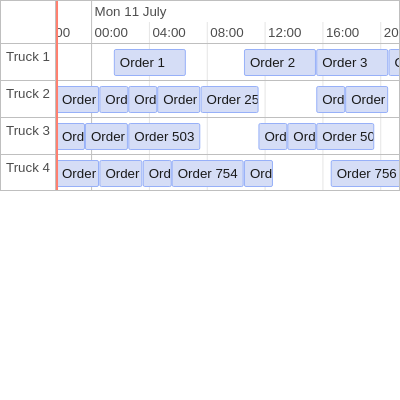 Mon 11 July
00 00:00 04:00 08:00 12:00 16:00 20
Truck 1 Order 1 Order 2 Order 3
Truck 2 Order Ord Ord Order Order 25 Ord Order
Truck 3 Ord Order Order 503 Ord Ord Order 50
Truck 4 Order Order Ord Order 754 Ord Order 756